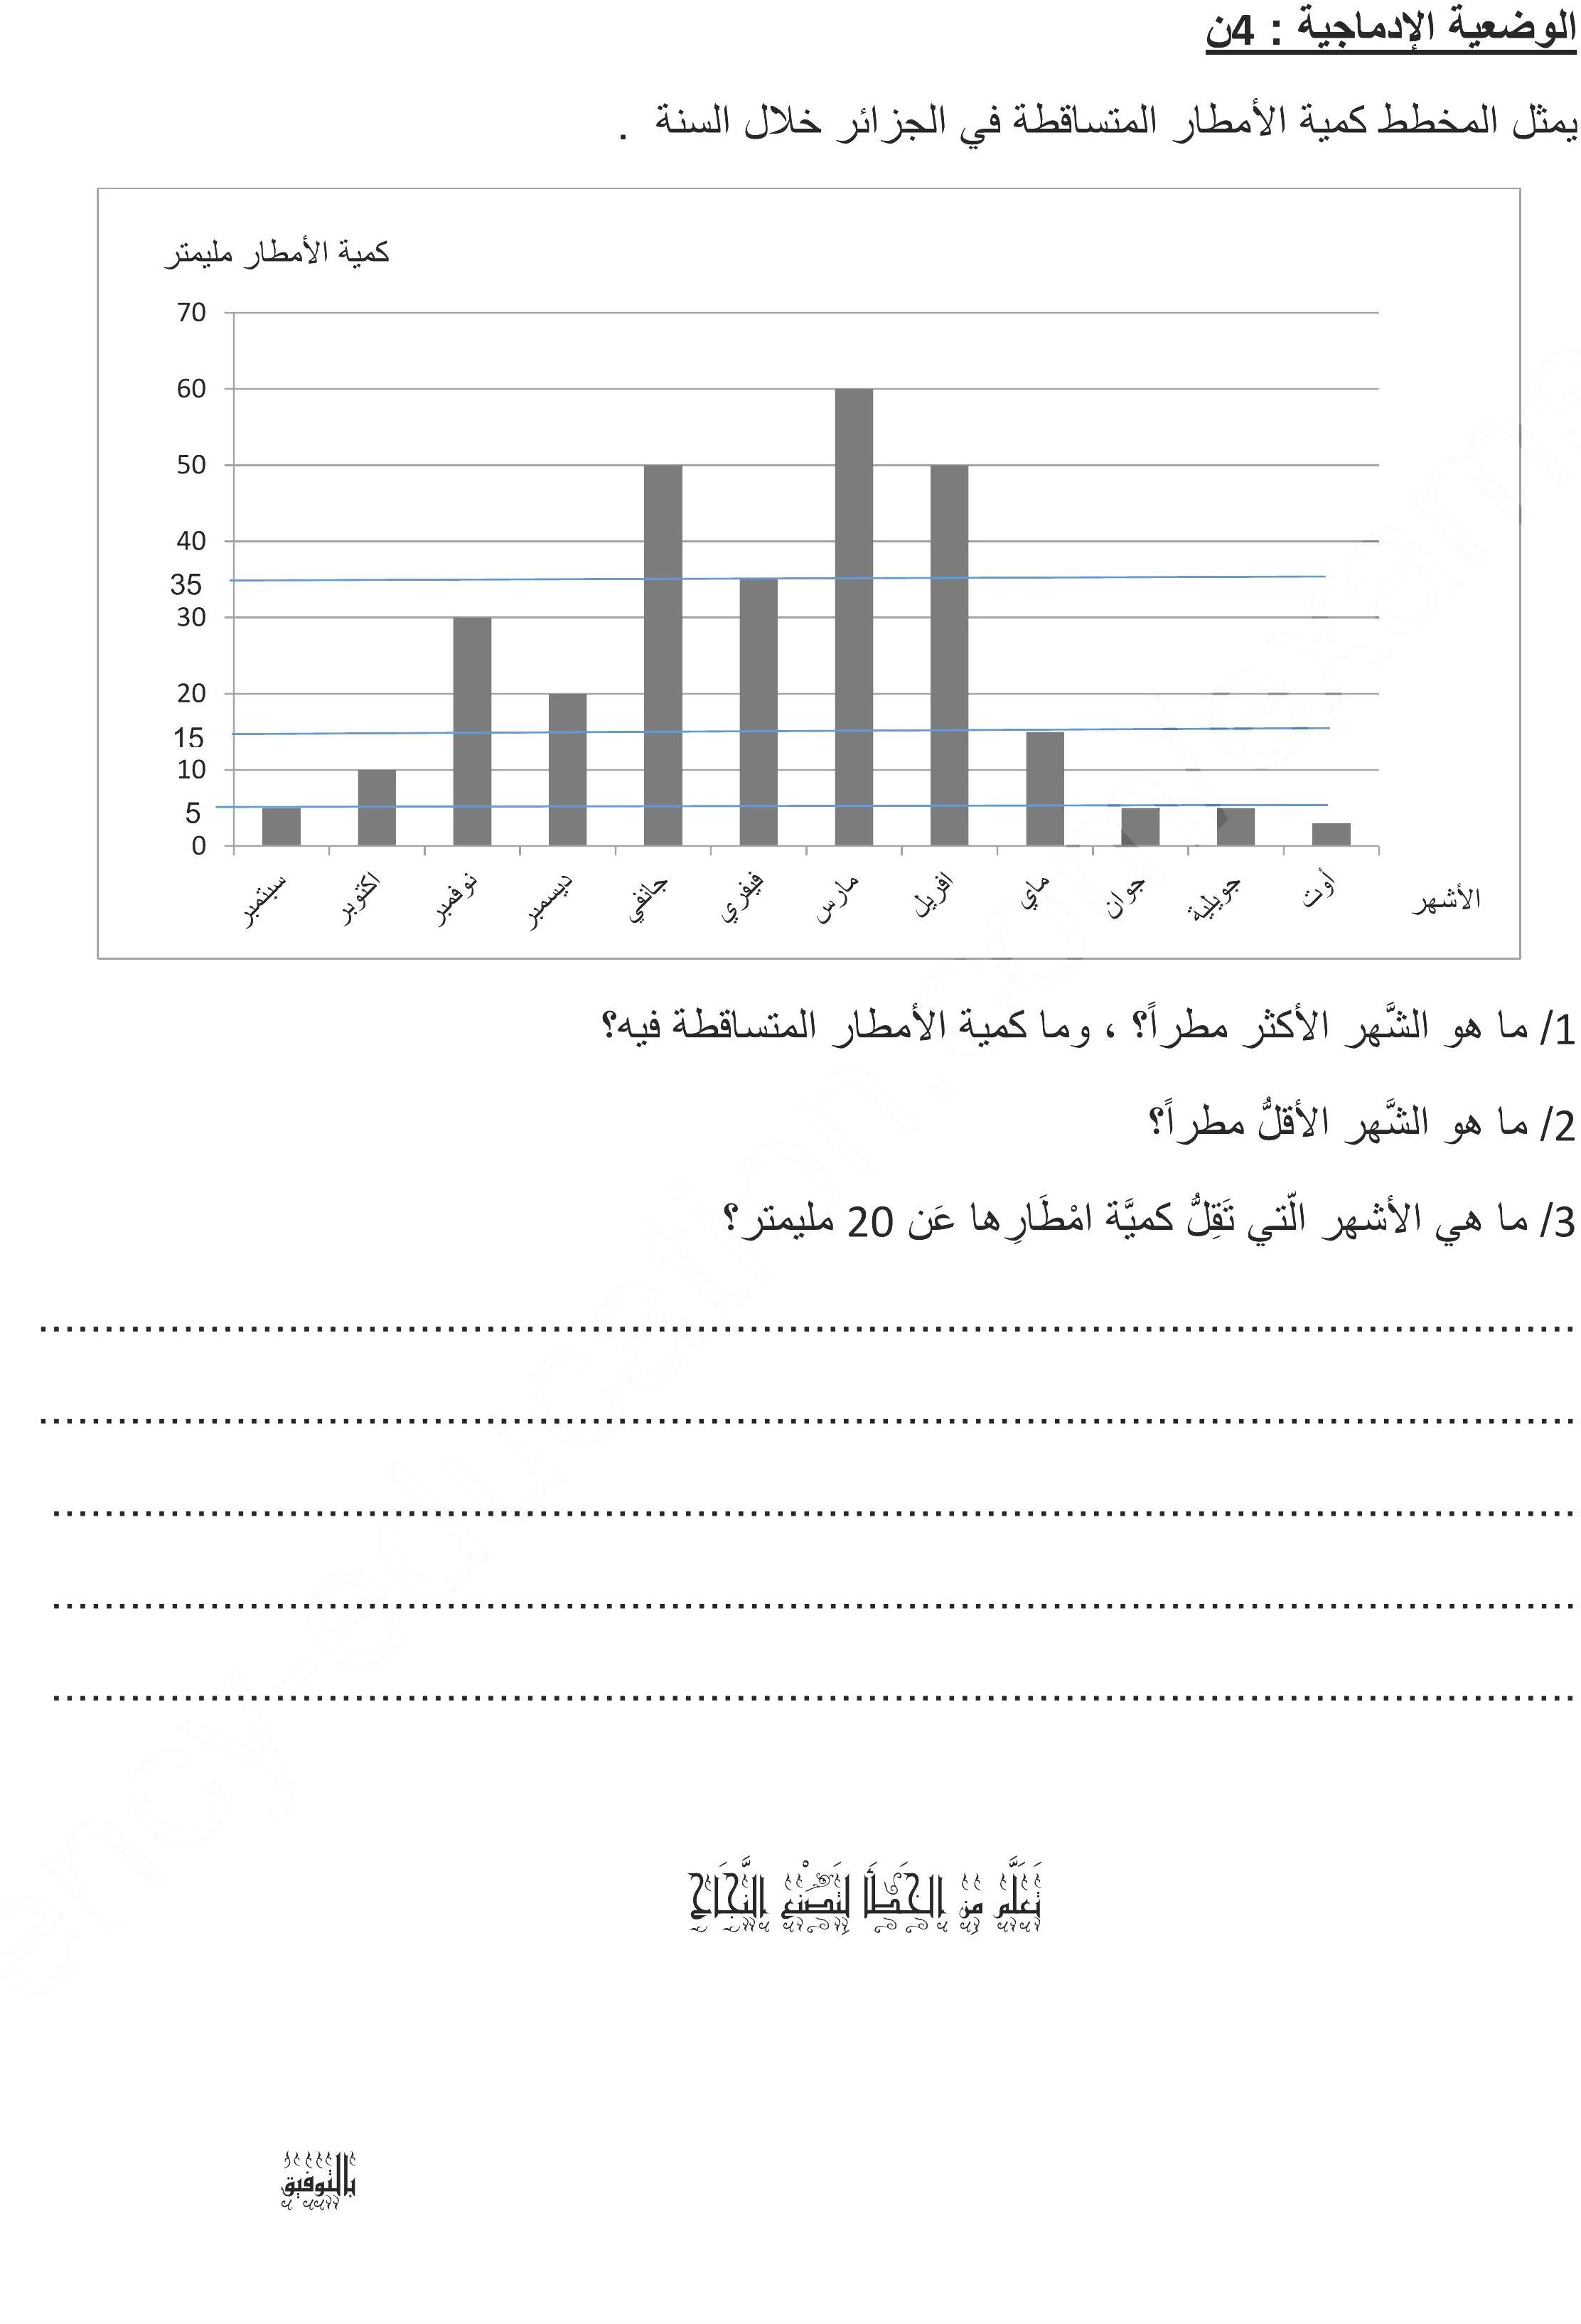 الوضعية الإدماجية : 4ن
يمثل المخطط كمية الأمطار المتساقطة في الجزائر خلال السنة .
كمية الأمطار مليمتر
70
60
50
40
35
30
20
15
10
5
0
سبتمبر
اكتوبر
نوفمبر
ديسمبر
جانفي
فيفري
مارس
افريل
ماي
جوان
جويلية
أوت
الأشهر
1/ ما هو الشَّهر الأكثر مطراً؟ ، وما كمية الأمطار المتساقطة فيه؟
2/ ما هو الشَّهر الأقلُّ مطراً؟
3/ ما هي الأشهر الّتي تَقِلُّ كميَّة امْطَارِها عَن 20 مليمتر؟
تَعَلَّم مِن الخَطَأ لِتَصْنَع النَّجَاح
بالتوفيق